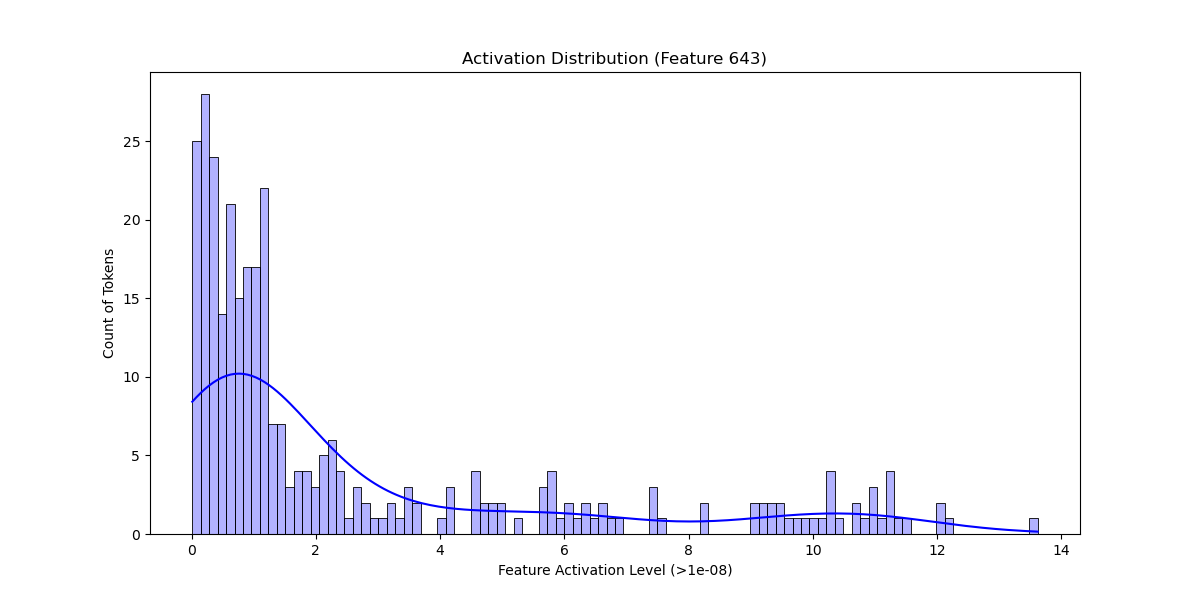 Activation Distribution (Feature 643)
Count of Tokens
25
20
15
10
5
0
0 2 4 6 8 10 12 14
Feature Activation Level (>1e-08)